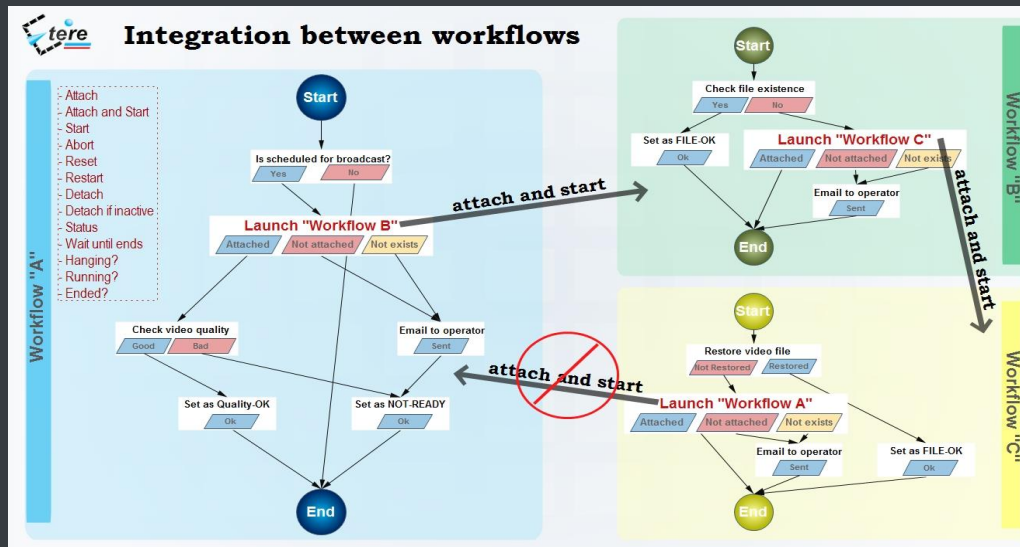 Etere
Integration between workflows
Workflow "A"
- Attach
- Attach and Start
- Start
- Abort
- Reset
- Restart
- Detach
- Detach if inactive
- Status
- Wait until ends
- Hanging?
- Running?
- Ended?
Start
Is scheduled for broadcast?
Yes No
Launch "Workflow B"
Attached Not attached Not exists
Check video quality
Good Bad
Email to operator
Sent
Set as Quality-OK
Ok
Set as NOT-READY
Ok
End
attach and start
Workflow "B"
Start
Check file existence
Yes No
Set as FILE-OK
Ok
Launch "Workflow C"
Attached Not attached Not exists
Email to operator
Sent
End
attach and start
Workflow "C"
Start
Restore video file
Not Restored Restored
Launch "Workflow A"
Attached Not attached Not exists
Email to operator
Sent
Set as FILE-OK
Ok
End
attach and start